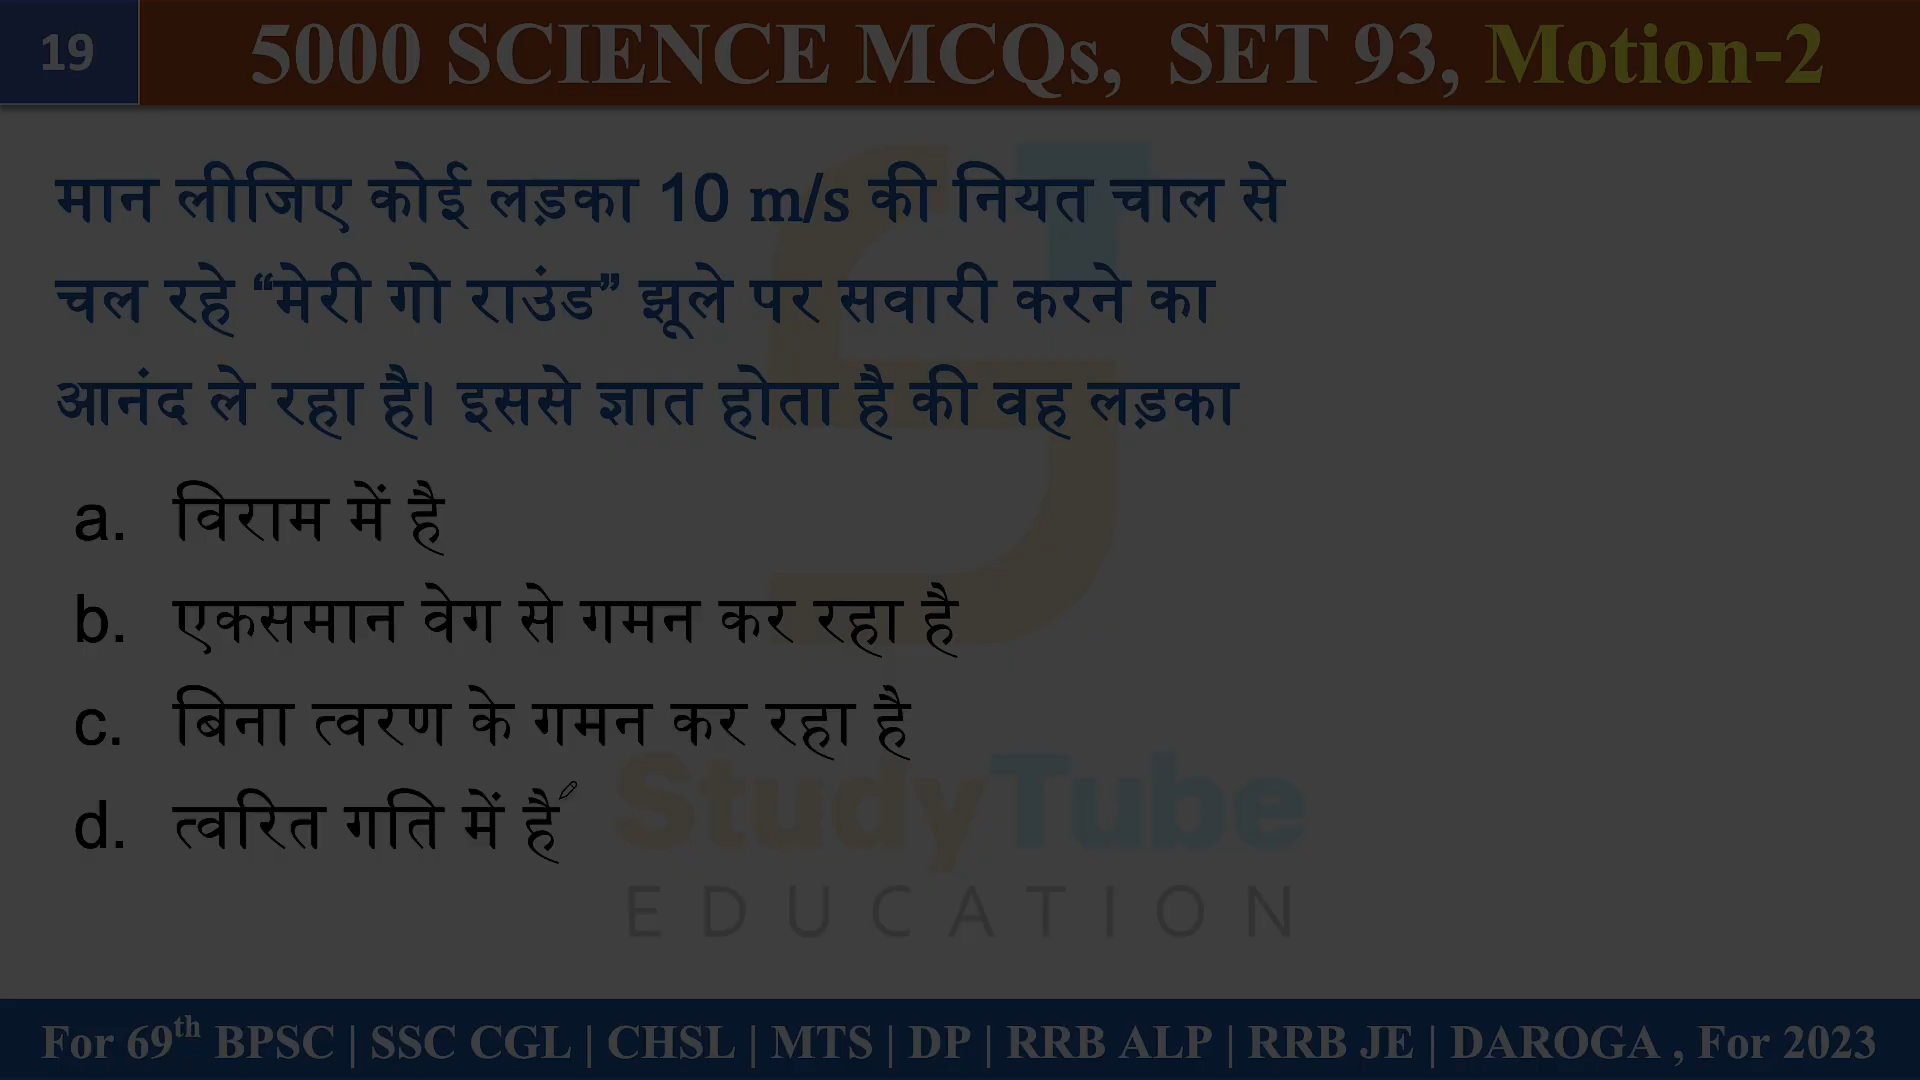 19
5000 SCIENCE MCQs, SET 93, Motion-2
मान लीजिए कोई लड़का 10 m/s की नियत चाल से
चल रहे “मेरी गो राउंड” झूले पर सवारी करने का
आनंद ले रहा है। इससे ज्ञात होता है की वह लड़का
a. विराम में है
b. एकसमान वेग से गमन कर रहा है
c. बिना त्वरण के गमन कर रहा है
d. त्वरित गति में है
StudyTube
EDUCATION
For 69th BPSC | SSC CGL | CHSL | MTS | DP | RRB ALP | RRB JE | DAROGA , For 2023